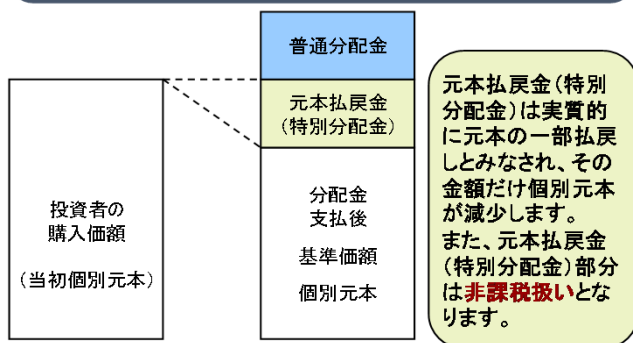 普通分配金
元本払戻金
（特別分配金）
投資者の
購入価額
（当初個別元本）
分配金
支払後
基準価額
個別元本
元本払戻金（特別
分配金）は実質的
に元本の一部払戻
しとみなされ、その
金額だけ個別元本
が減少します。
また、元本払戻金
（特別分配金）部分
は非課税扱いとな
ります。